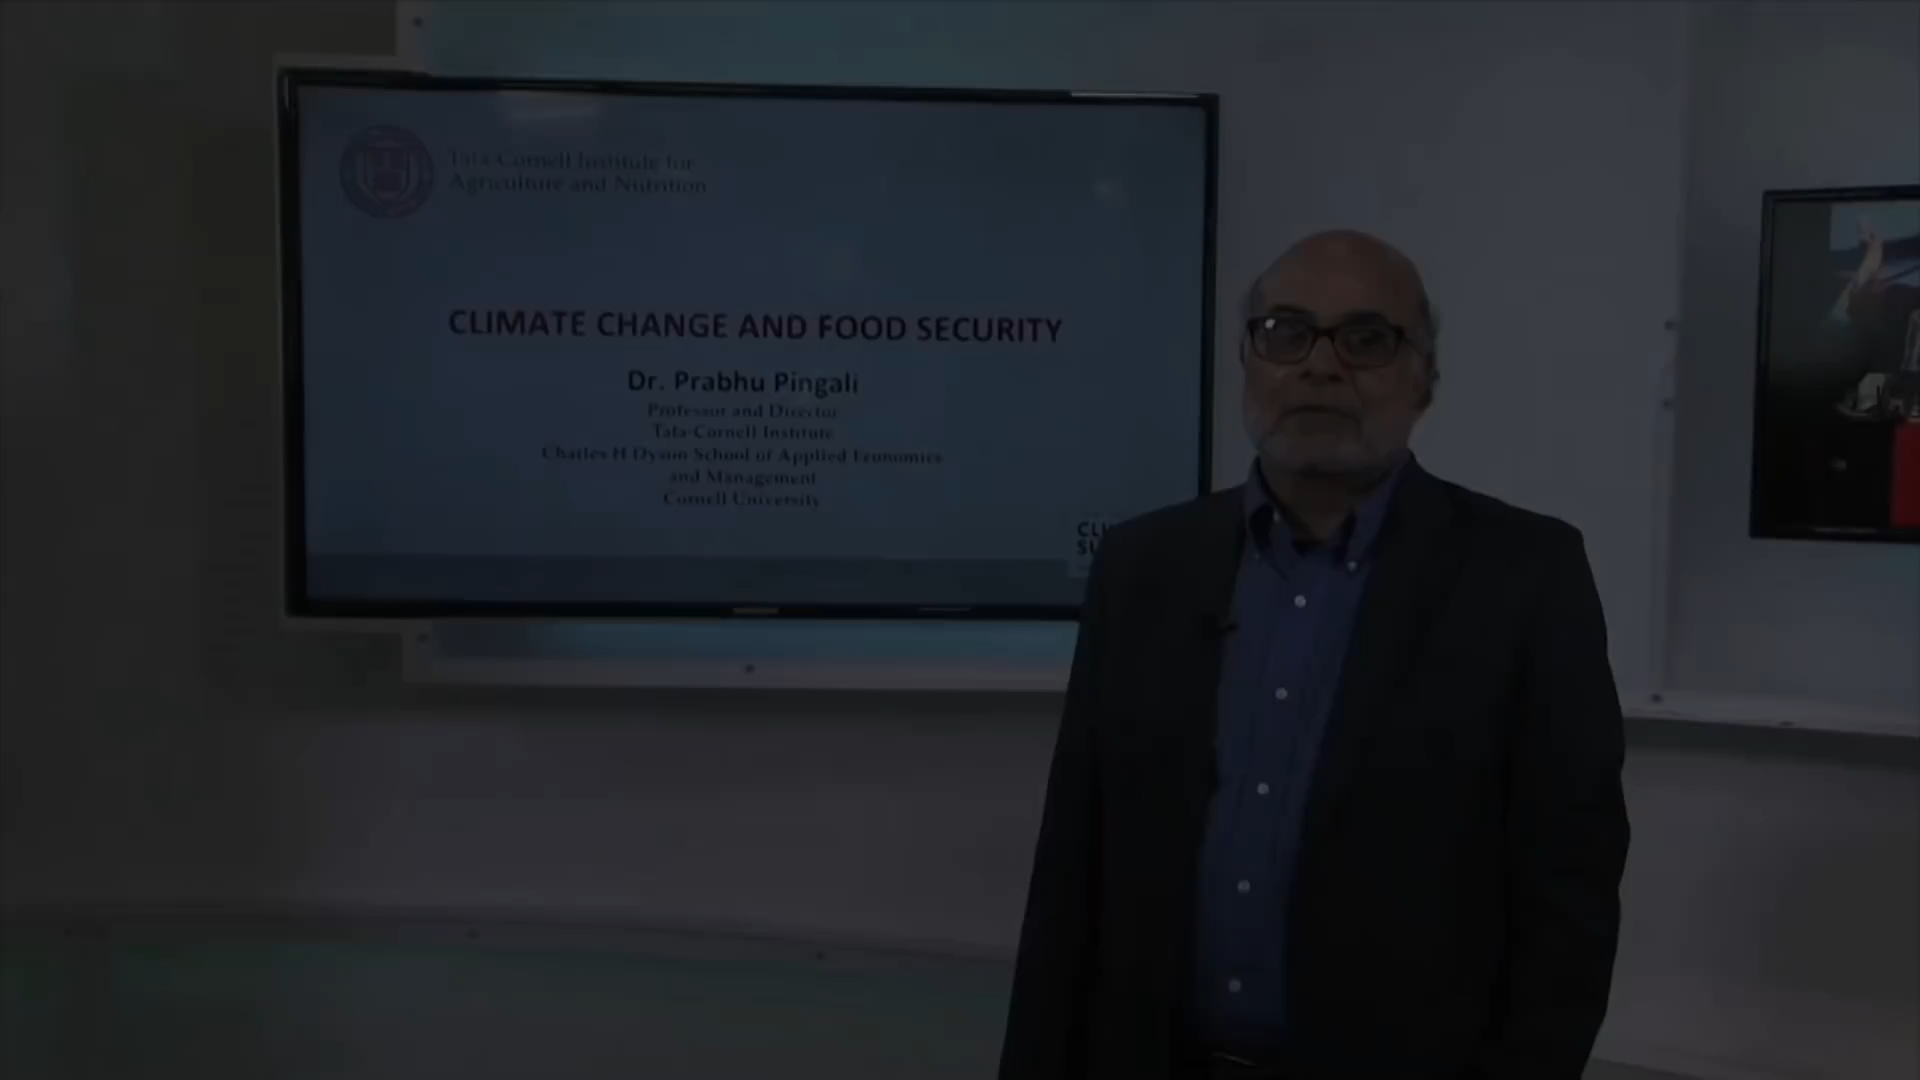 Tata-Cornell Institute for
Agriculture and Nutrition
CLIMATE CHANGE AND FOOD SECURITY
Dr. Prabhu Pingali
Professor and Director
Tata-Cornell Institute
Charles H Dyson School of Applied Economics
and Management
Cornell University